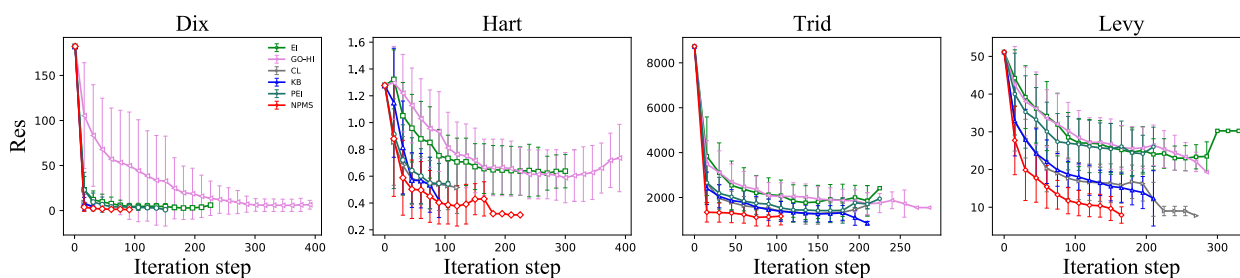 Dix Hart Trid Levy
Res
150
100
50
0
EI
GO-HI
CL
KB
PEI
NPMS
0 100 200 300 400
Iteration step
1.6
1.4
1.2
1.0
0.8
0.6
0.4
0.2
0 100 200 300 400
Iteration step
8000
6000
4000
2000
0 50 100 150 200 250
Iteration step
50
40
30
20
10
0 100 200 300
Iteration step